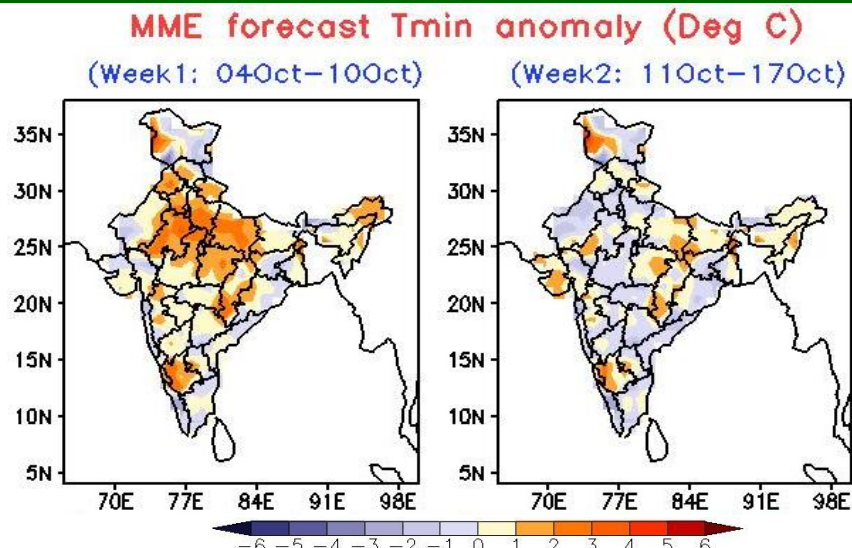 MME forecast Tmin anomaly (Deg C)
(Week1: 04Oct–10Oct)
(Week2: 11Oct–17Oct)
35N
30N
25N
20N
15N
10N
5N
70E 77E 84E 91E 98E
35N
30N
25N
20N
15N
10N
5N
70E 77E 84E 91E 98E
-6 -5 -4 -3 -2 -1 0 1 2 3 4 5 6